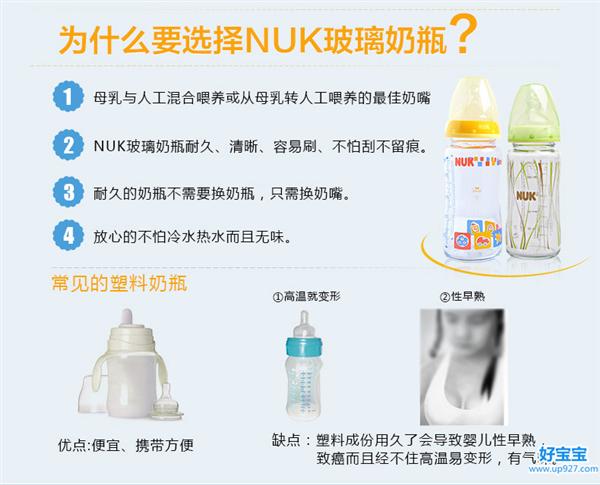 为什么要选择NUK玻璃奶瓶?
1 母乳与人工混合喂养或从母乳转人工喂养的最佳奶嘴
2 NUK玻璃奶瓶耐久、清晰、容易刷、不怕刮不留痕。
3 耐久的奶瓶不需要换奶瓶，只需换奶嘴。
4 放心的不怕冷水热水而且无味。
NUK
NUK
常见的塑料奶瓶
①高温就变形
②性早熟
优点:便宜、携带方便
缺点：塑料成份用久了会导致婴儿性早熟，
致癌而且经不住高温易变形，有气
好宝宝
www.up927.com